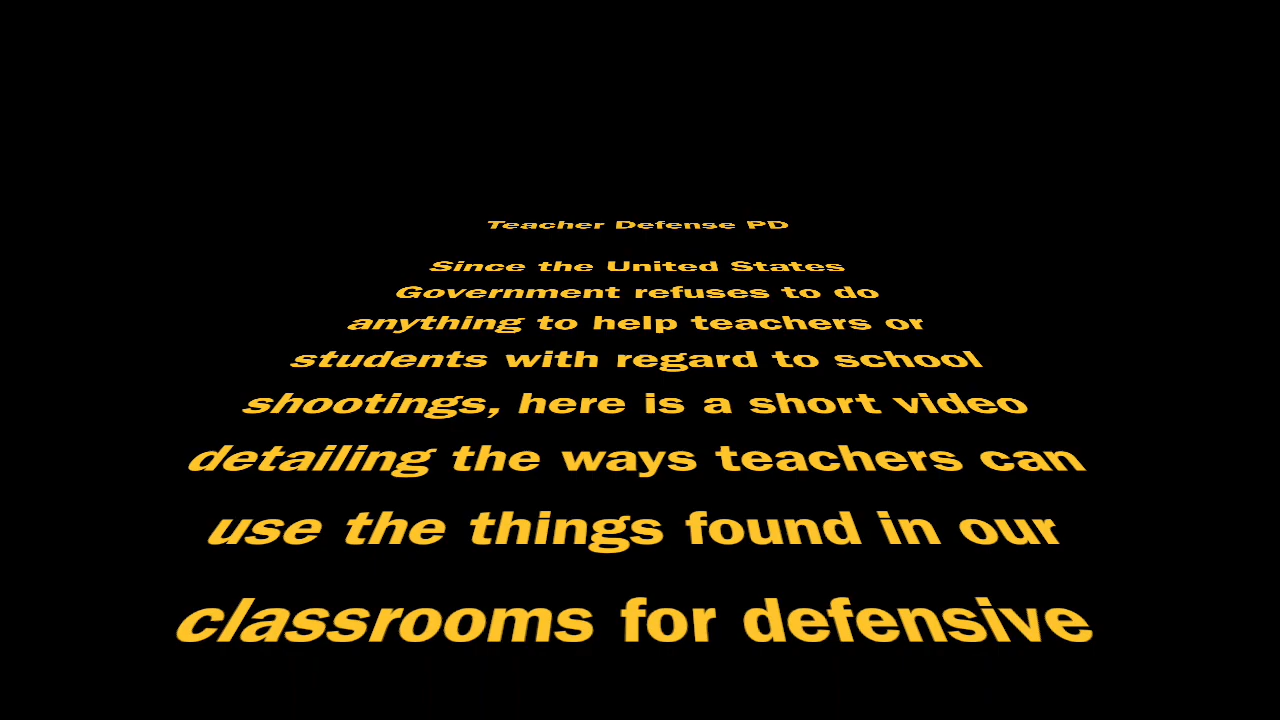 Teacher Defense PD
Since the United States
Government refuses to do
anything to help teachers or
students with regard to school
shootings, here is a short video
detailing the ways teachers can
use the things found in our
classrooms for defensive